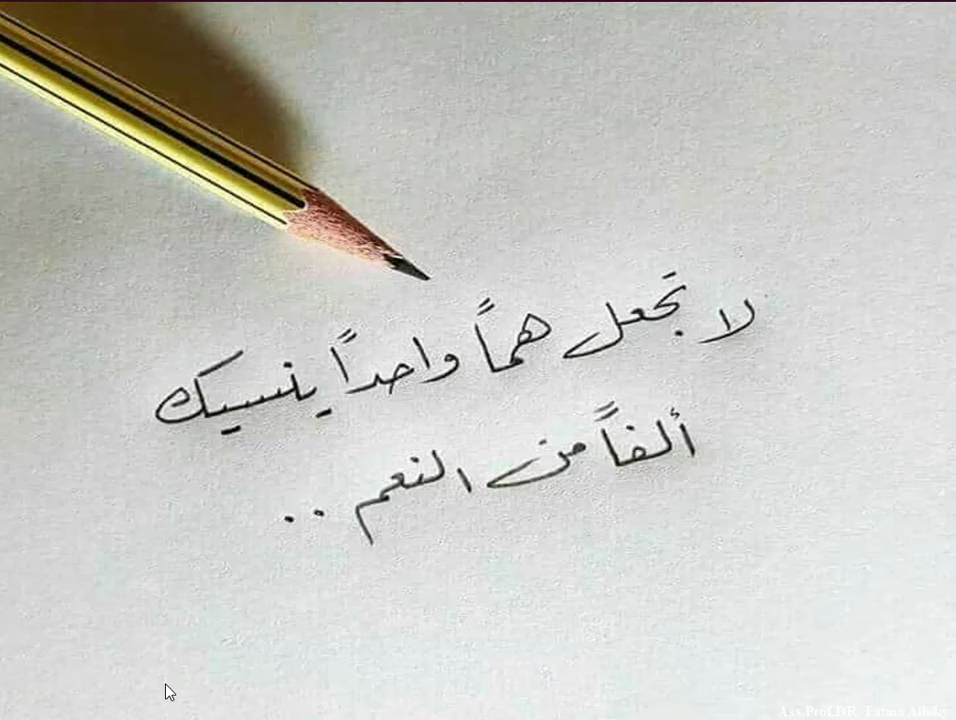 لا تجعل هماً واحداً ينسيك
ألفاً من النعم ..